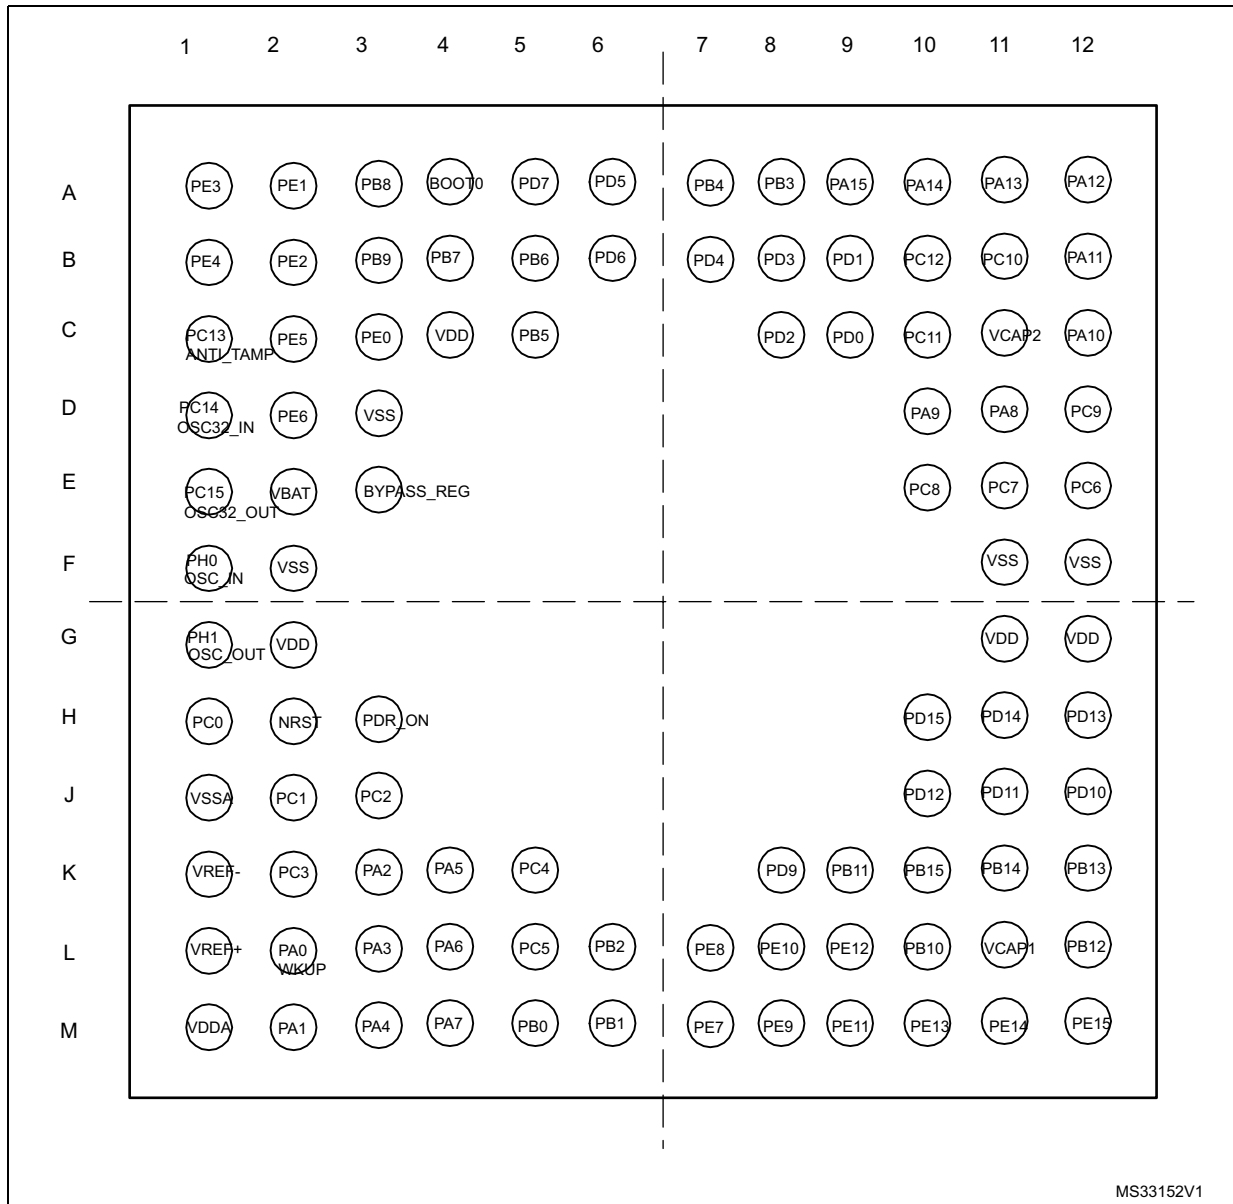 1 2 3 4 5 6 7 8 9 10 11 12
A PE3 PE1 PB8 BOOT0 PD7 PD5 PB4 PB3 PA15 PA14 PA13 PA12
B PE4 PE2 PB9 PB7 PB6 PD6 PD4 PD3 PD1 PC12 PC10 PA11
C PC13 PE5 PE0 VDD PB5 PD2 PD0 PC11 VCAP2 PA10
ANTI_TAMP
D PC14 PE6 VSS PA9 PA8 PC9
OSC32_IN
E PC15 VBAT BYPASS_REG PC8 PC7 PC6
OSC32_OUT
F PH0 VSS VSS VSS
OSC_IN
G PH1 VDD VDD VDD
OSC_OUT
H PC0 NRST PDR_ON PD15 PD14 PD13
J VSSA PC1 PC2 PD12 PD11 PD10
K VREF- PC3 PA2 PA5 PC4 PD9 PB11 PB15 PB14 PB13
L VREF+ PA0 PA3 PA6 PC5 PB2 PE8 PE10 PE12 PB10 VCAP1 PB12
WKUP
M VDDA PA1 PA4 PA7 PB0 PB1 PE7 PE9 PE11 PE13 PE14 PE15
MS33152V1